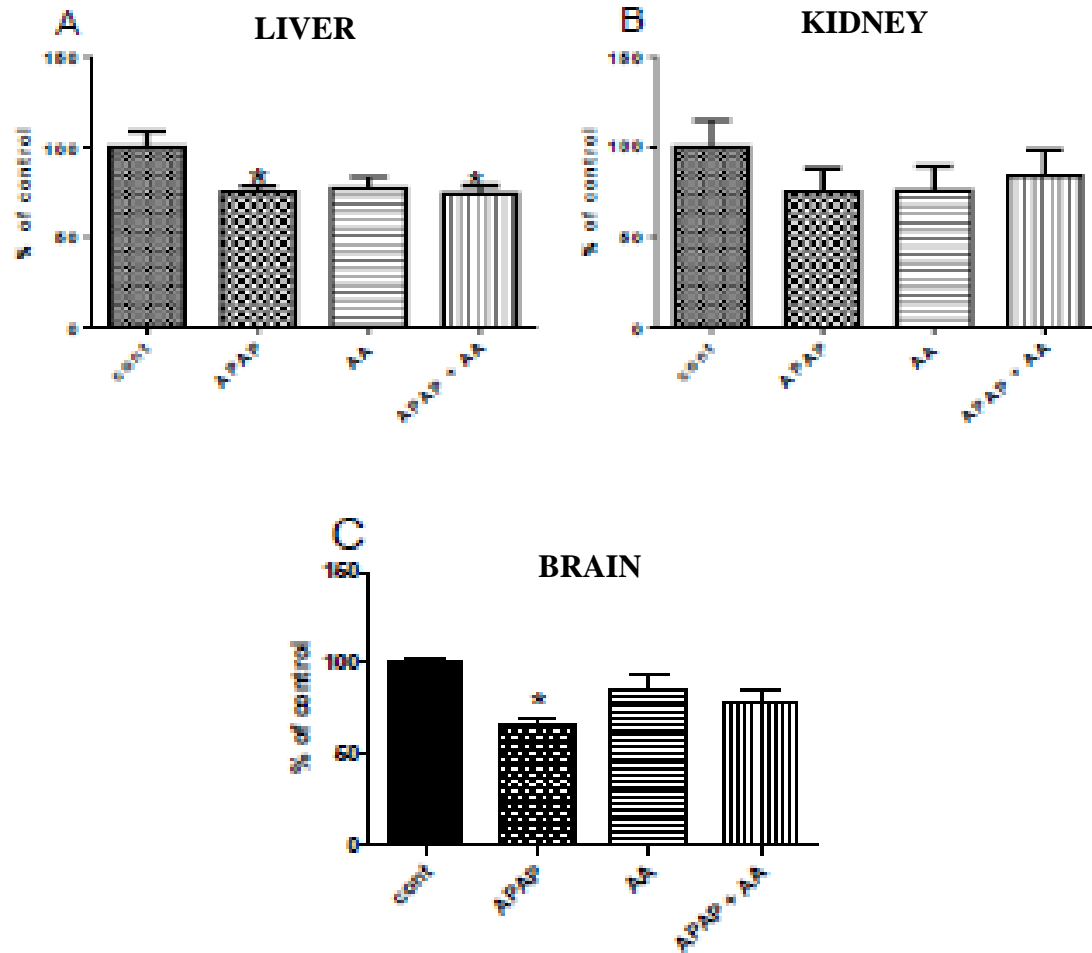 A LIVER
150
100
50
0
% of control
*
*
cont
APAP
AA
APAP + AA
B KIDNEY
150
100
50
0
% of control
cont
APAP
AA
APAP + AA
C BRAIN
150
100
50
0
% of control
*
cont
APAP
AA
APAP + AA